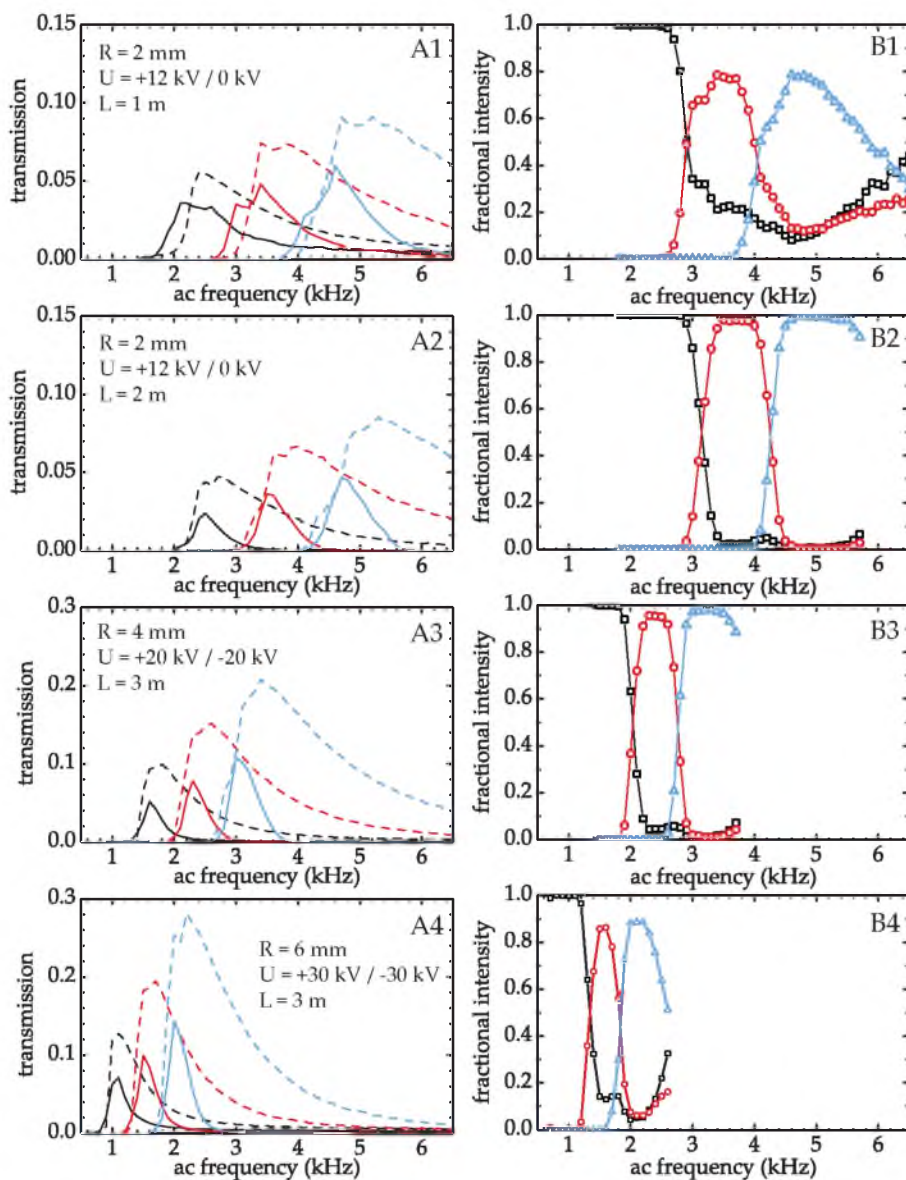 0.15
0.10
0.05
0.00
transmission
A1
R = 2 mm
U = +12 kV / 0 kV
L = 1 m
1 2 3 4 5 6
ac frequency (kHz)
1.0
0.8
0.6
0.4
0.2
0.0
fractional intensity
B1
1 2 3 4 5 6
ac frequency (kHz)
0.15
0.10
0.05
0.00
transmission
A2
R = 2 mm
U = +12 kV / 0 kV
L = 2 m
1 2 3 4 5 6
ac frequency (kHz)
1.0
0.8
0.6
0.4
0.2
0.0
fractional intensity
B2
1 2 3 4 5 6
ac frequency (kHz)
0.3
0.2
0.1
0.0
transmission
A3
R = 4 mm
U = +20 kV / -20 kV
L = 3 m
1 2 3 4 5 6
ac frequency (kHz)
1.0
0.8
0.6
0.4
0.2
0.0
fractional intensity
B3
1 2 3 4 5 6
ac frequency (kHz)
0.3
0.2
0.1
0.0
transmission
A4
R = 6 mm
U = +30 kV / -30 kV
L = 3 m
1 2 3 4 5 6
ac frequency (kHz)
1.0
0.8
0.6
0.4
0.2
0.0
fractional intensity
B4
1 2 3 4 5 6
ac frequency (kHz)